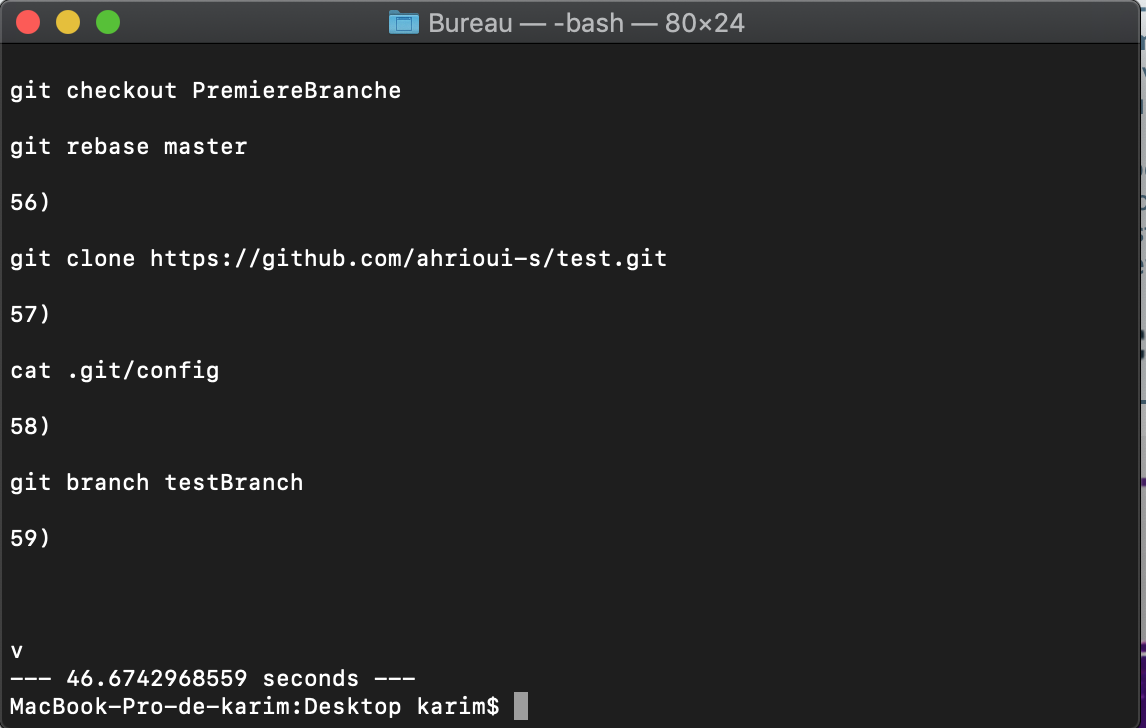 Bureau — -bash — 80×24
git checkout PremiereBranche
git rebase master
56)
git clone https://github.com/ahrioui-s/test.git
57)
cat .git/config
58)
git branch testBranch
59)
v
--- 46.6742968559 seconds ---
MacBook-Pro-de-karim:Desktop karim$